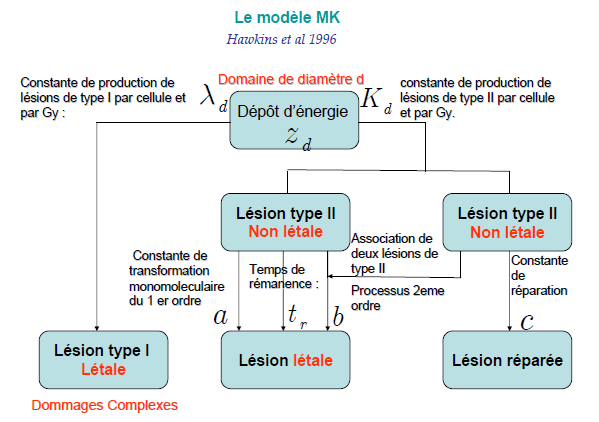 Le modèle MK
Hawkins et al 1996
Constante de production de
lésions de type I par cellule et
par Gy :
λd
Domaine de diamètre d
Dépôt d'énergie
zd
Kd
constante de production de
lésions de type II par cellule
et par Gy.
Lésion type II
Non létale
Lésion type II
Non létale
Constante de
transformation
monomoleculaire
du 1 er ordre
a
Temps de
rémanence :
tr
Association de
deux lésions de
type II
Processus 2eme
ordre
b
Constante
de
réparation
c
Lésion type I
Létale
Lésion létale
Lésion réparée
Dommages Complexes